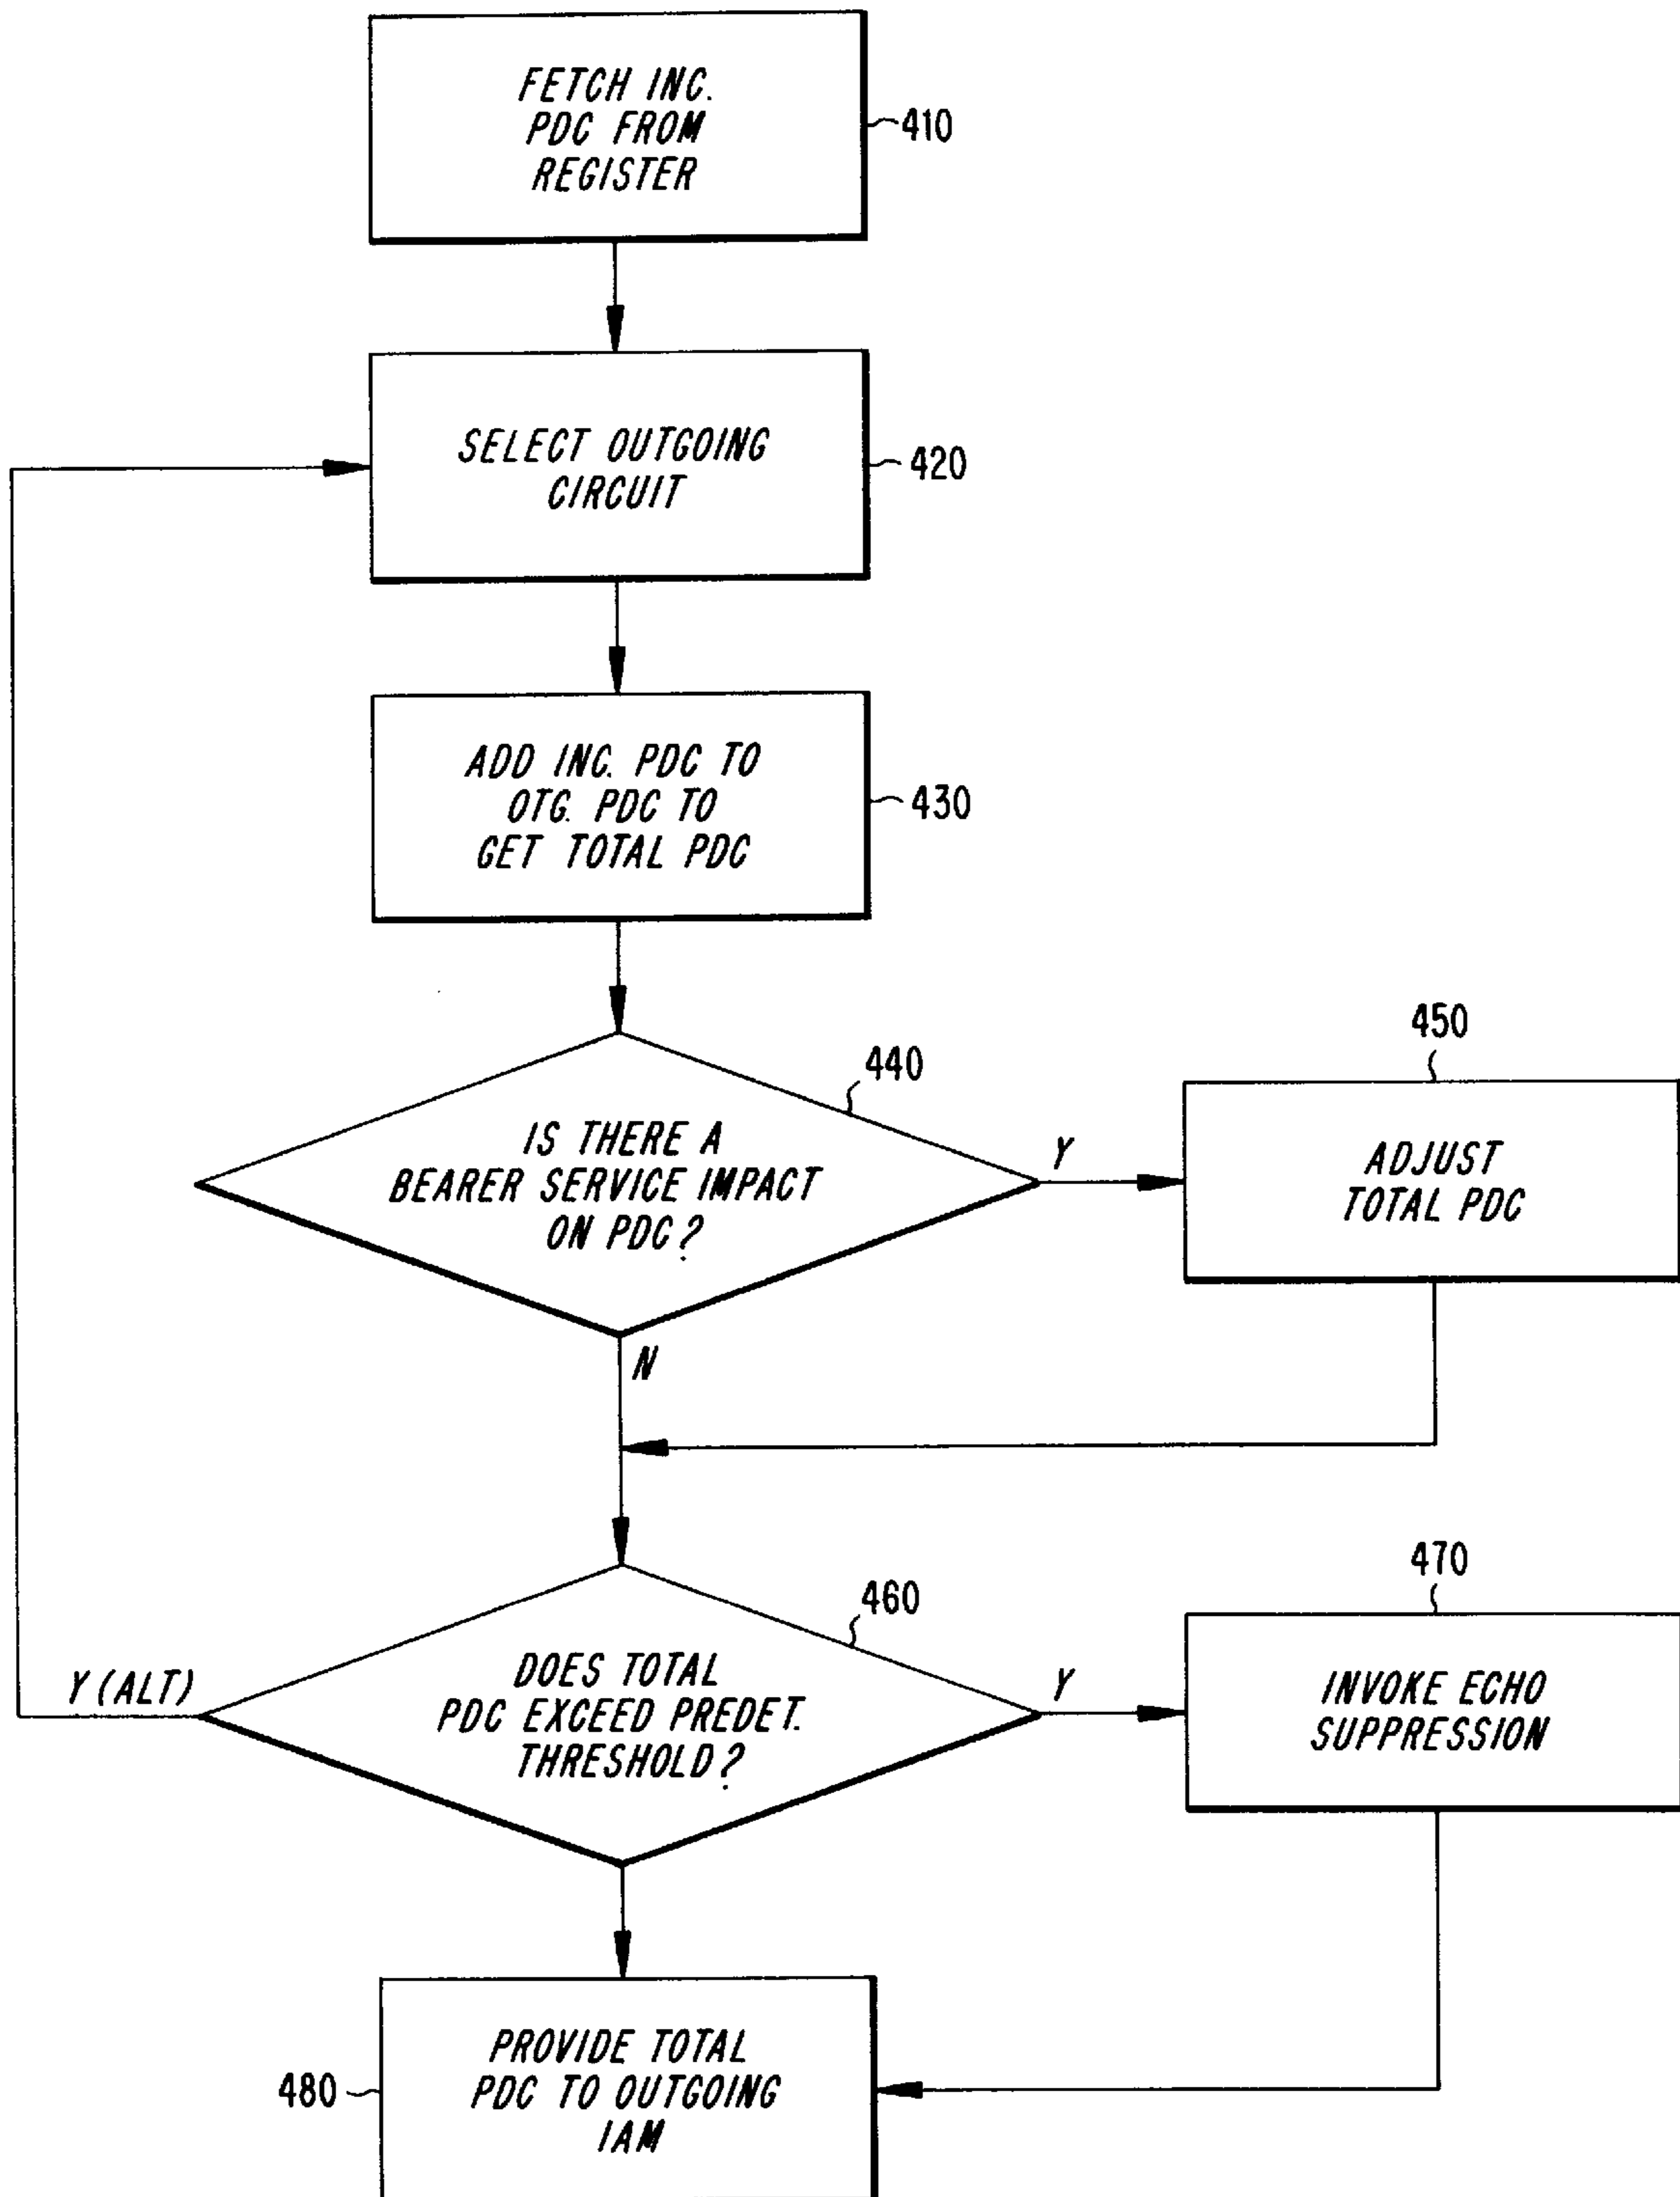 FETCH INC.
PDC FROM
REGISTER
410
SELECT OUTGOING
CIRCUIT
420
ADD INC. PDC TO
OTG. PDC TO
GET TOTAL PDC
430
440
IS THERE A
BEARER SERVICE IMPACT
ON PDC?
Y
N
450
ADJUST
TOTAL PDC
460
DOES TOTAL
PDC EXCEED PREDET.
THRESHOLD?
Y (ALT)
Y
470
INVOKE ECHO
SUPPRESSION
480
PROVIDE TOTAL
PDC TO OUTGOING
IAM